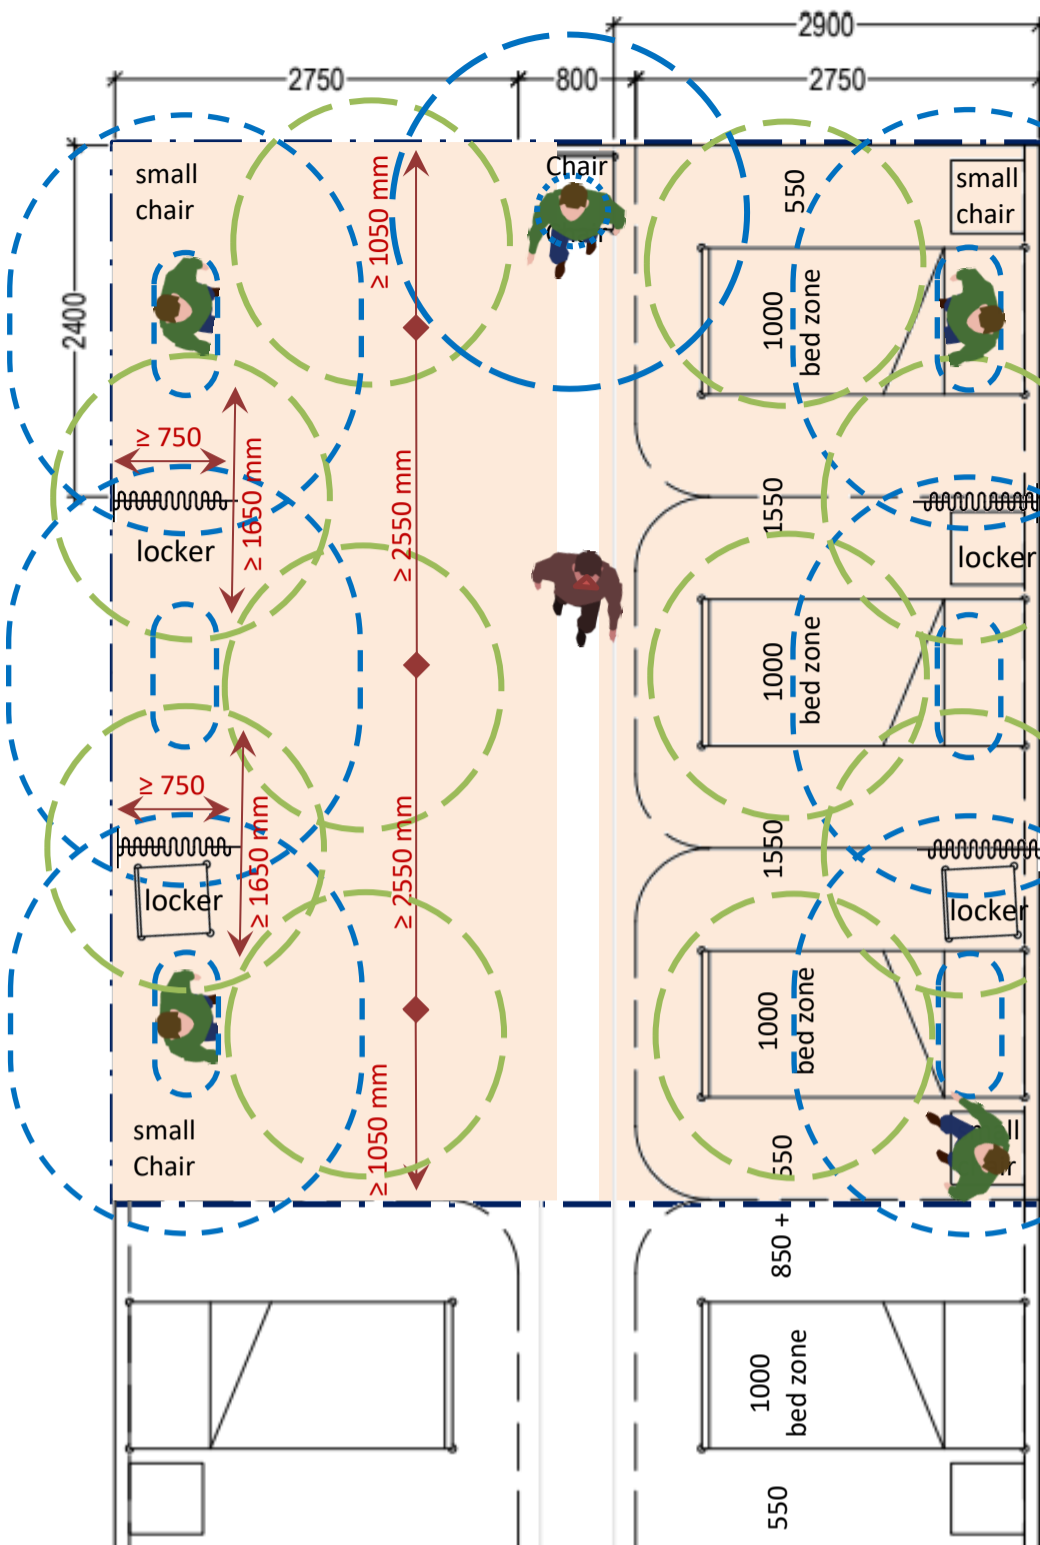 2900
2750
800
2750
small
chair
≥ 1050 mm
Chair
550
small
chair
2400
1000
bed zone
≥ 750
≥ 1650 mm
≥ 2550 mm
1550
locker
locker
1000
bed zone
≥ 750
≥ 1650 mm
≥ 2550 mm
1550
locker
locker
1000
bed zone
small
Chair
≥ 1050 mm
550
850 +
1000
bed zone
550